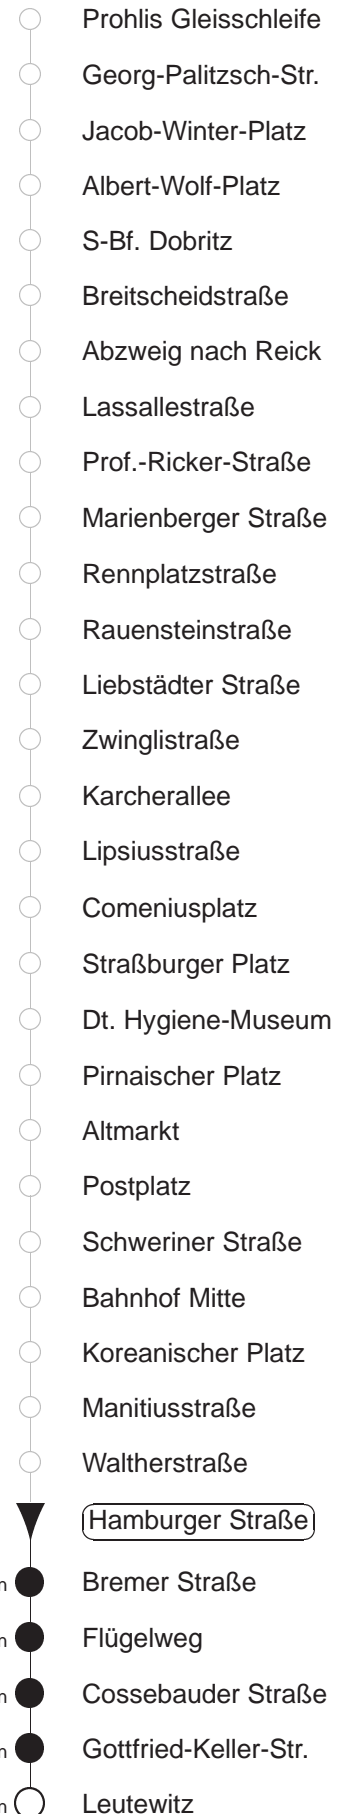 Prohlis Gleisschleife
Georg-Palitzsch-Str.
Jacob-Winter-Platz
Albert-Wolf-Platz
S-Bf. Dobritz
Breitscheidstraße
Abzweig nach Reick
Lassallestraße
Prof.-Ricker-Straße
Marienberger Straße
Rennplatzstraße
Rauensteinstraße
Liebstädter Straße
Zwinglistraße
Karcherallee
Lipsiusstraße
Comeniusplatz
Straßburger Platz
Dt. Hygiene-Museum
Pirnaischer Platz
Altmarkt
Postplatz
Schweriner Straße
Bahnhof Mitte
Koreanischer Platz
Manitiusstraße
Waltherstraße
Hamburger Straße
Bremer Straße
Flügelweg
Cossebauder Straße
Gottfried-Keller-Str.
Leutewitz